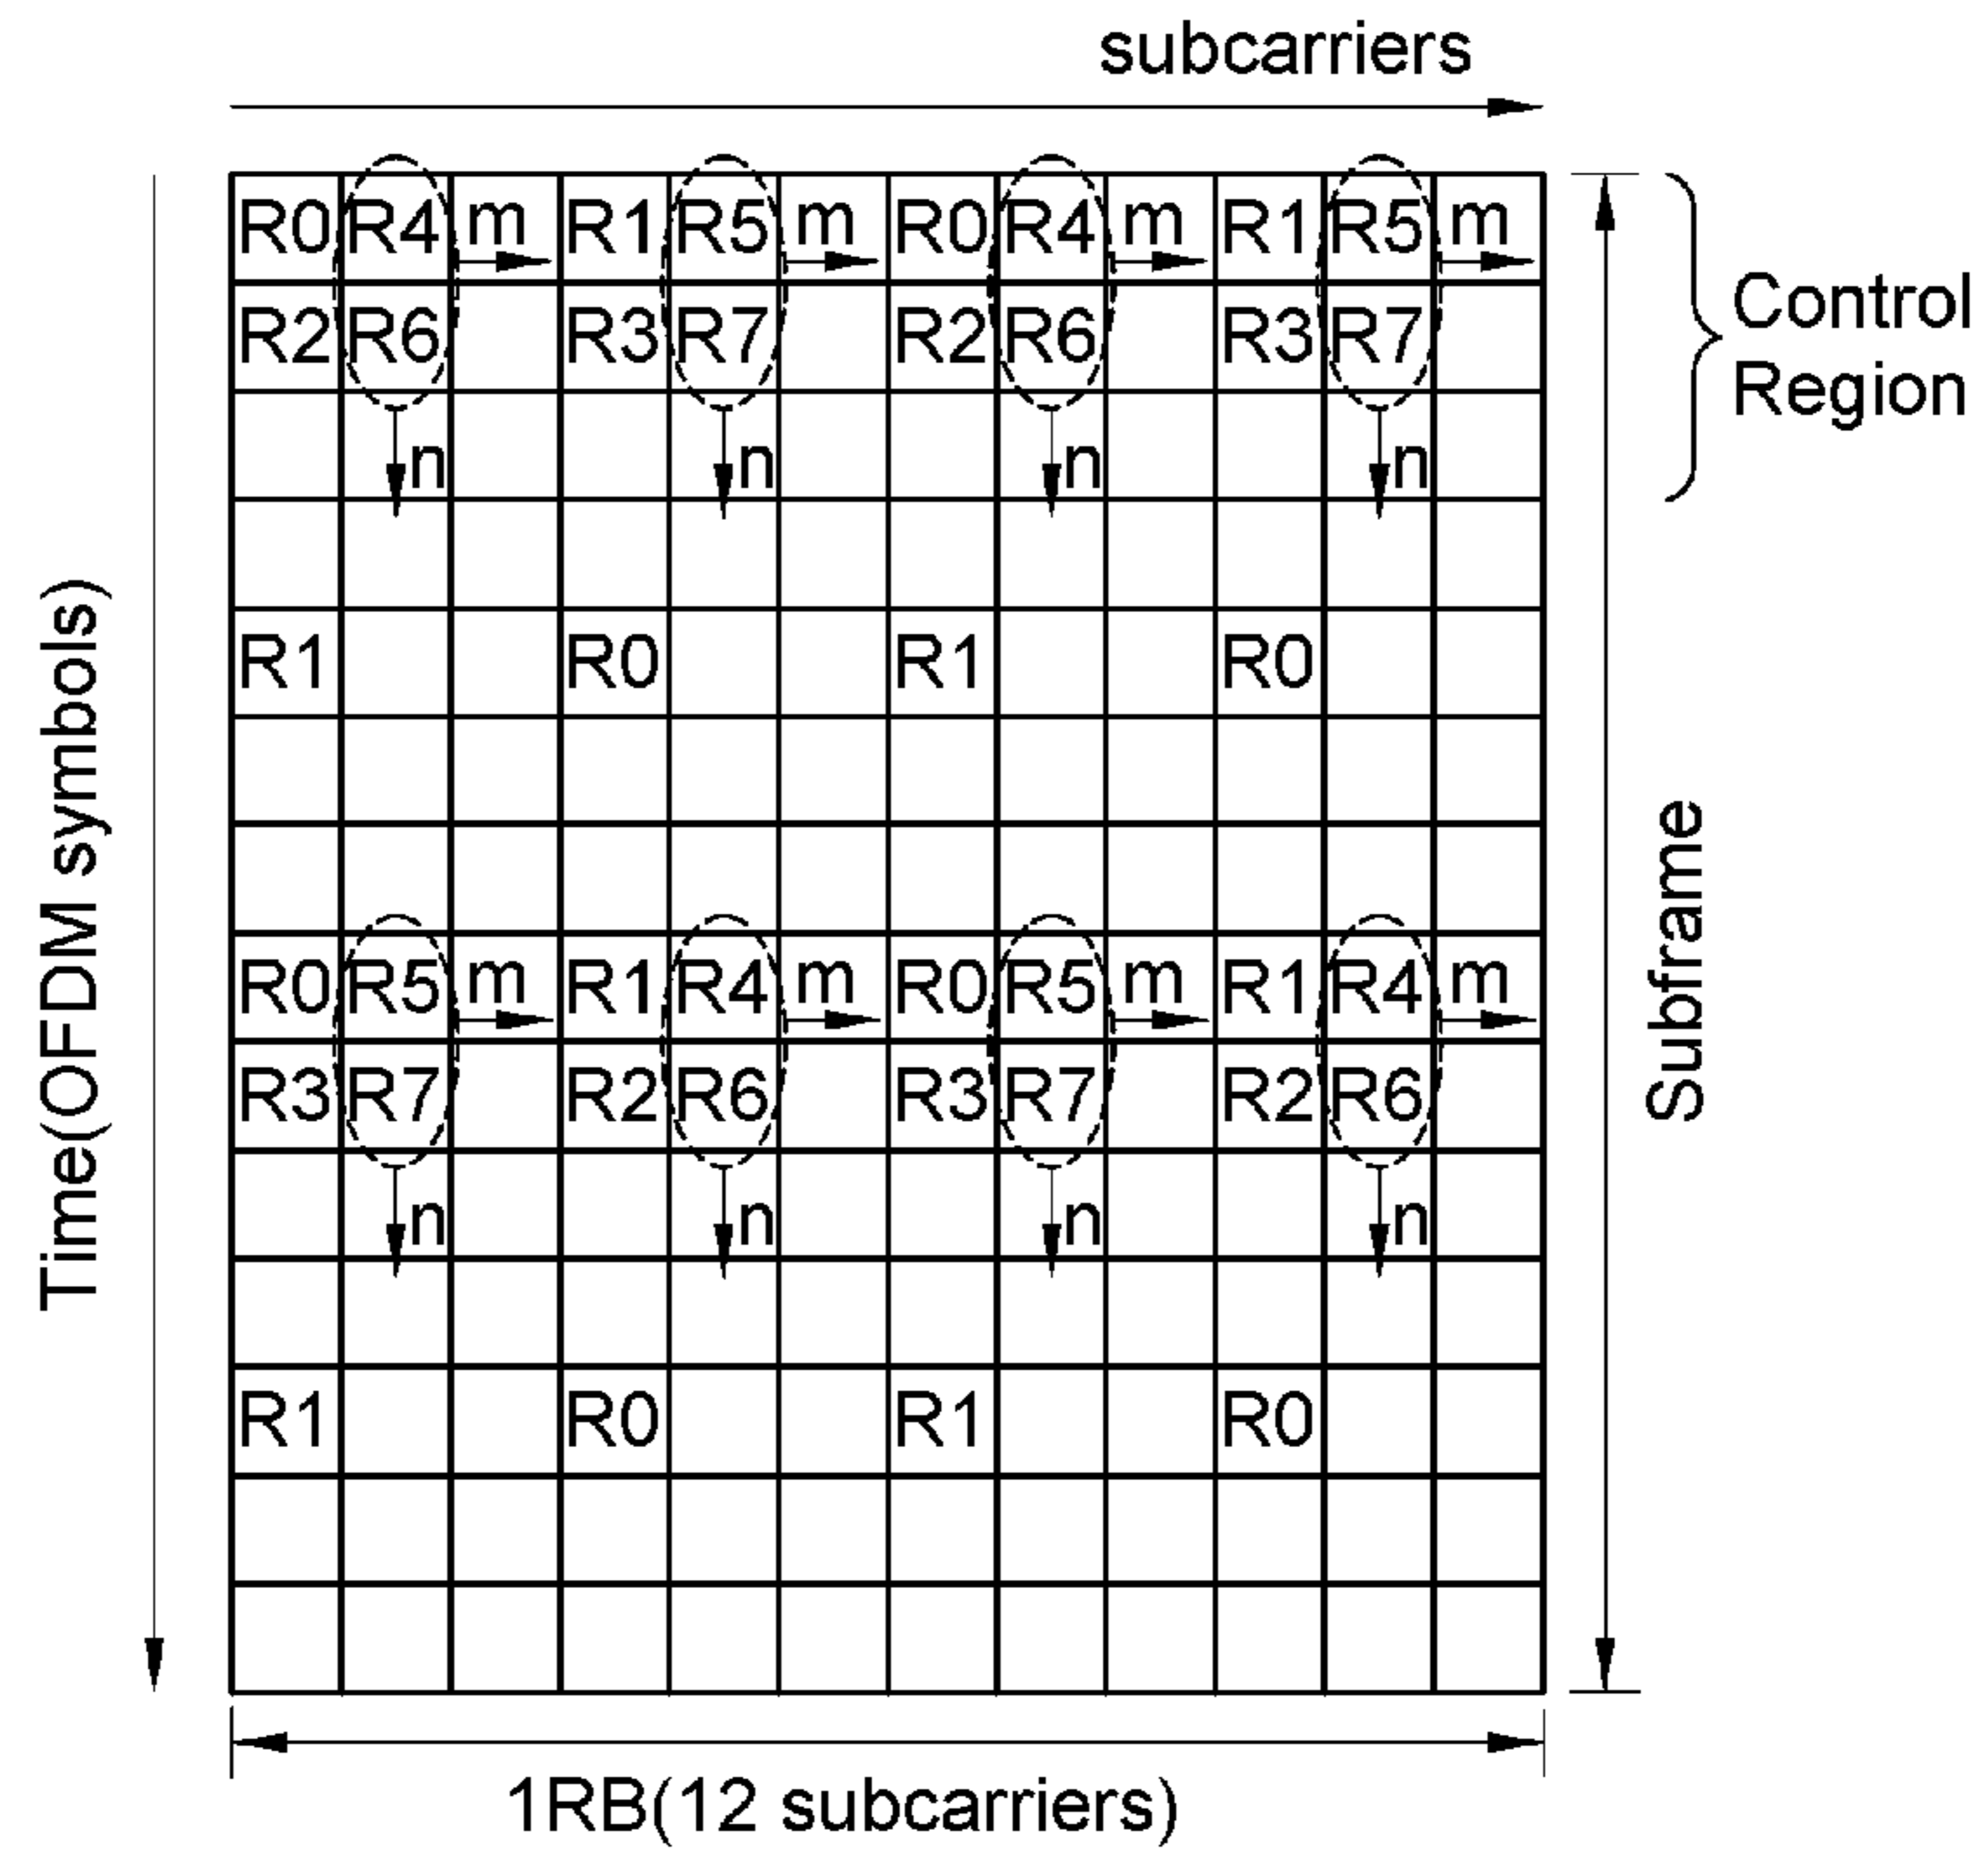 subcarriers
R0 R4 m R1 R5 m R0 R4 m R1 R5 m
R2 R6 R3 R7 R2 R6 R3 R7
Control
Region
n n n n
R1 R0 R1 R0
Time(OFDM symbols)
Subframe
R0 R5 m R1 R4 m R0 R5 m R1 R4 m
R3 R7 R2 R6 R3 R7 R2 R6
n n n n
R1 R0 R1 R0
1RB(12 subcarriers)